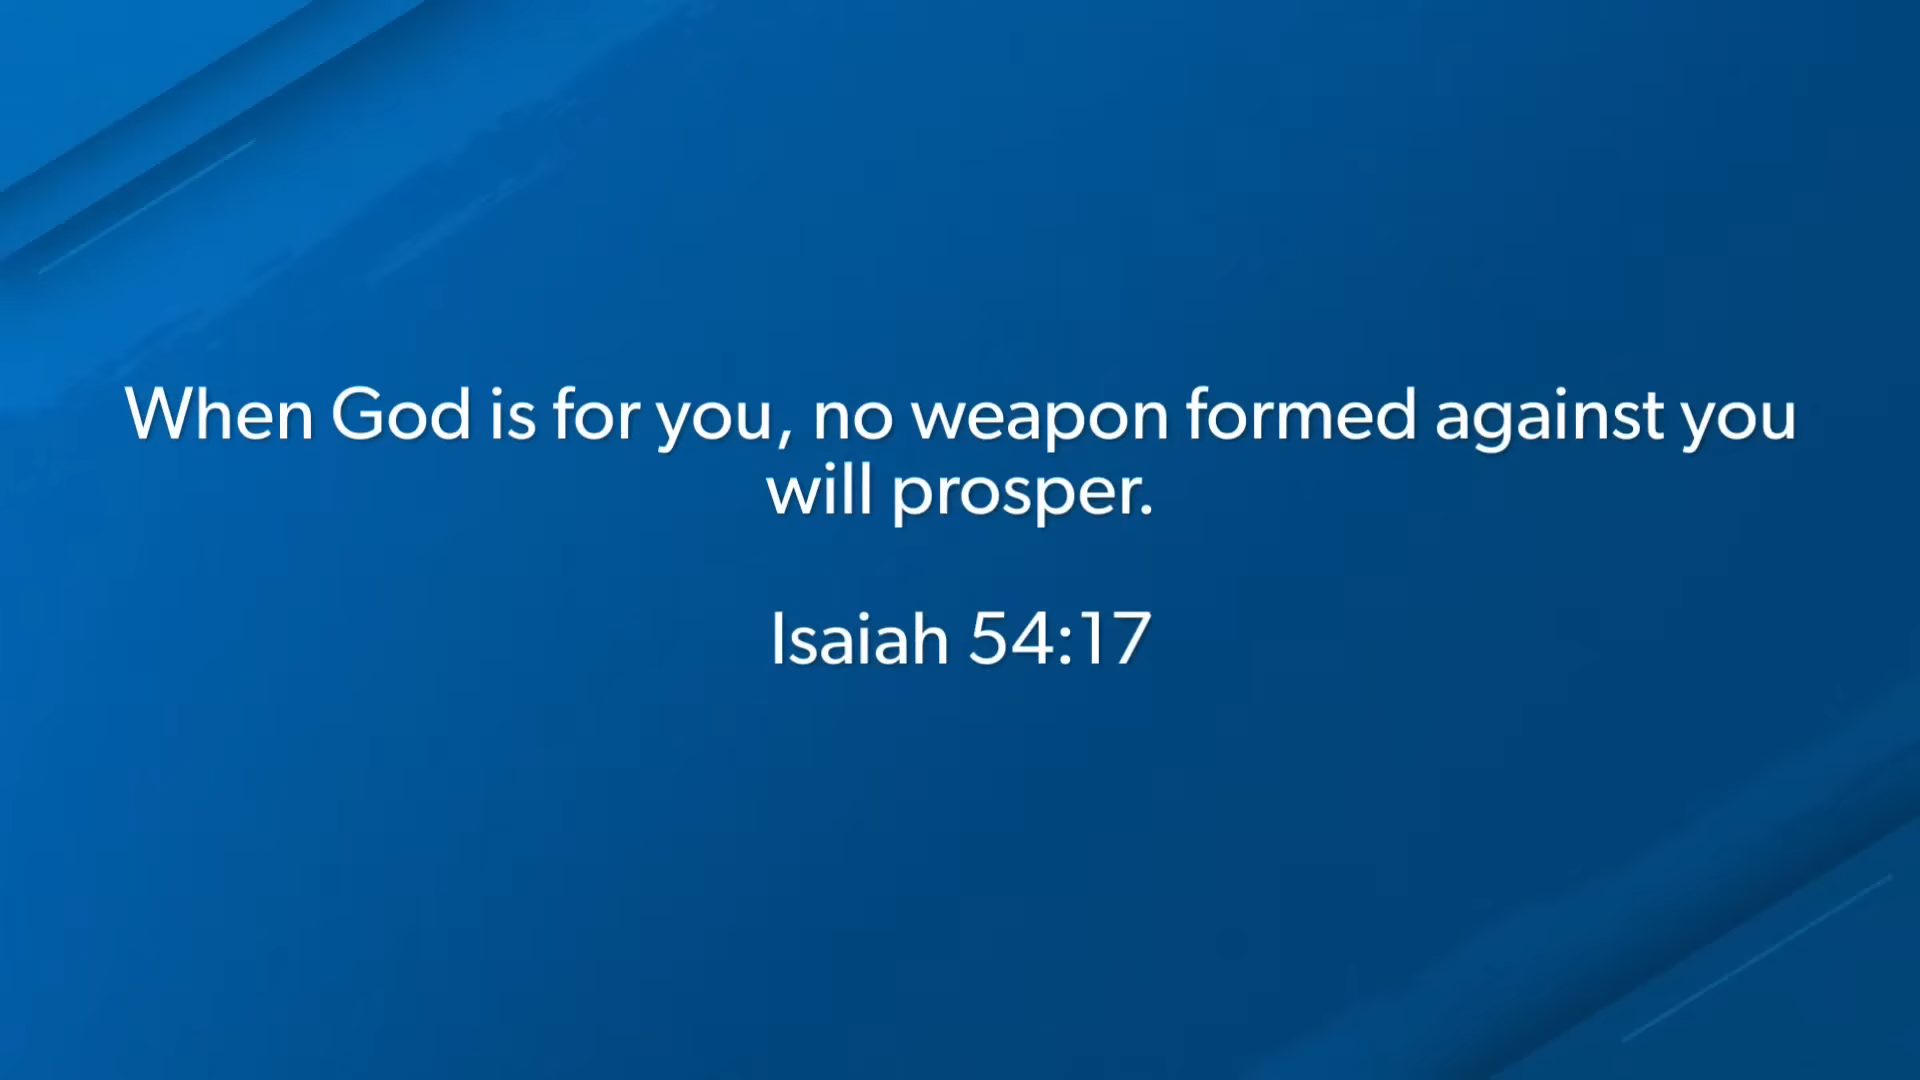 When God is for you, no weapon formed against you
will prosper.
Isaiah 54:17